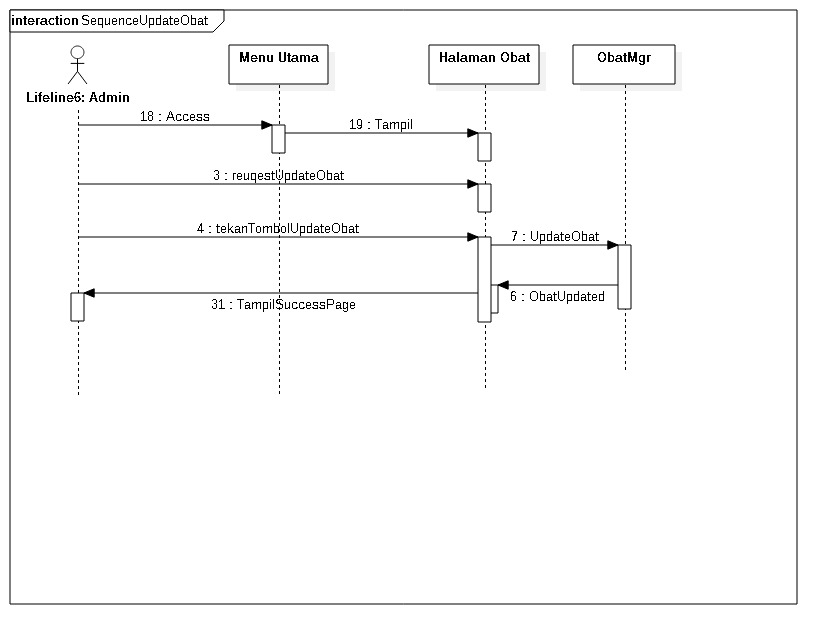 interaction SequenceUpdateObat
Menu Utama
Halaman Obat
ObatMgr
Lifeline6: Admin
18 : Access
19 : Tampil
3 : reuqestUpdateObat
4 : tekanTombolUpdateObat
7 : UpdateObat
6 : ObatUpdated
31 : TampilSuccessPage